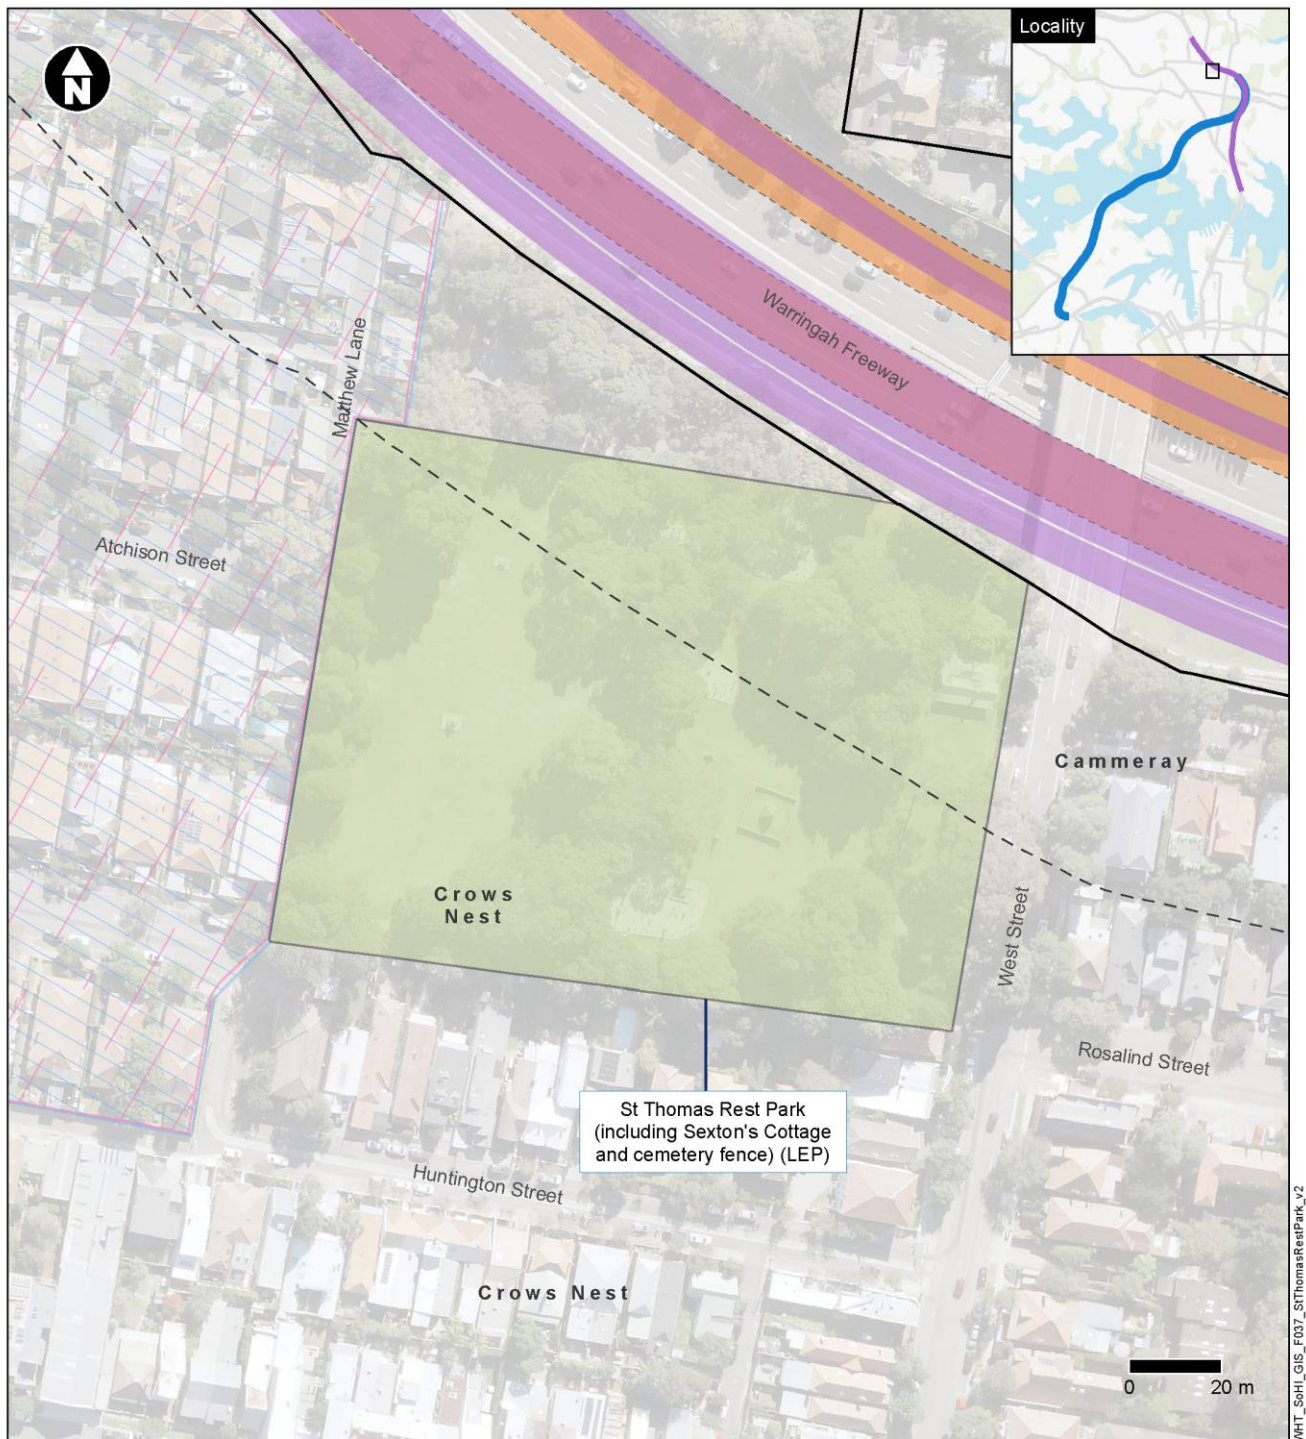 Locality
N
Warringah Freeway
Matthew Lane
Atchison Street
Cammeray
Crows
Nest
West Street
Rosalind Street
St Thomas Rest Park
(including Sexton's Cottage
and cemetery fence) (LEP)
Huntington Street
Crows Nest
0 20 m
WHT_SoHI_GIS_F037_StThomasRestPark_v2